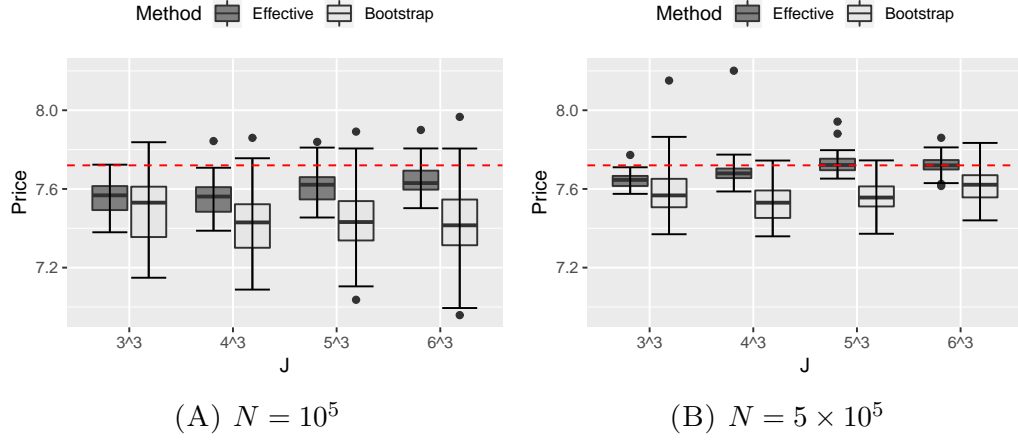 Method Effective Bootstrap
Price
8.0
7.6
7.2
3^3 4^3 5^3 6^3
J
(A) N = 10^5
Method Effective Bootstrap
Price
8.0
7.6
7.2
3^3 4^3 5^3 6^3
J
(B) N = 5 × 10^5